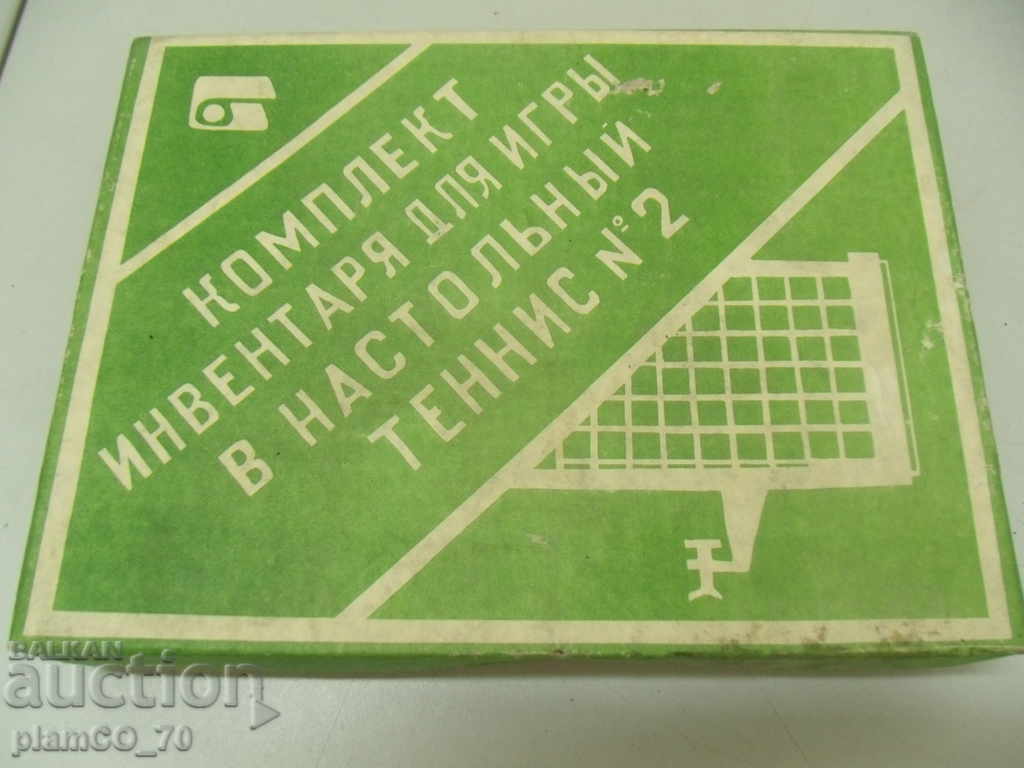 КОМПЛЕКТ
ИНВЕНТАРЯ ДЛЯ ИГРЫ
В НАСТОЛЬНЫЙ
ТЕННИС №2
BALKAN
auction
plamCO_70